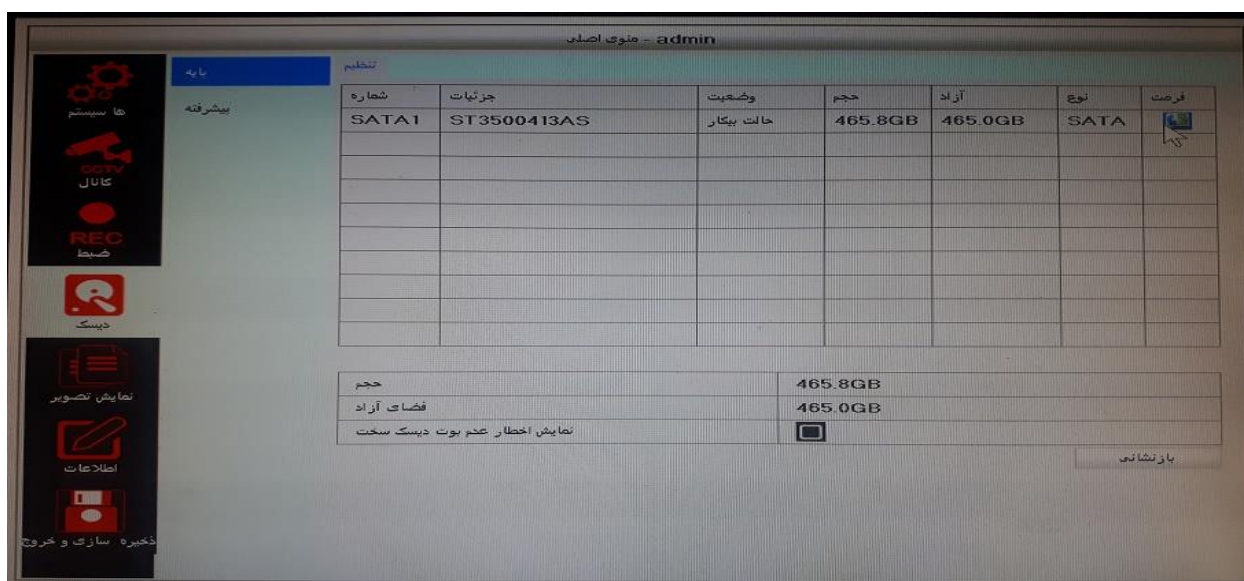 منوی اصلی - admin
ها سیستم
CCTV
کانال
REC
ضبط
دیسک
نمایش تصویر
اطلاعات
ذخیره سازی و خروج
پایه
پیشرفته
تنظیم
شماره جزئیات وضعیت حجم آزاد نوع فرمت
SATA1 ST3500413AS حالت بیکار 465.8GB 465.0GB SATA
حجم 465.8GB
فضای آزاد 465.0GB
نمایش اخطار عدم بوت دیسک سخت
بازنشانی